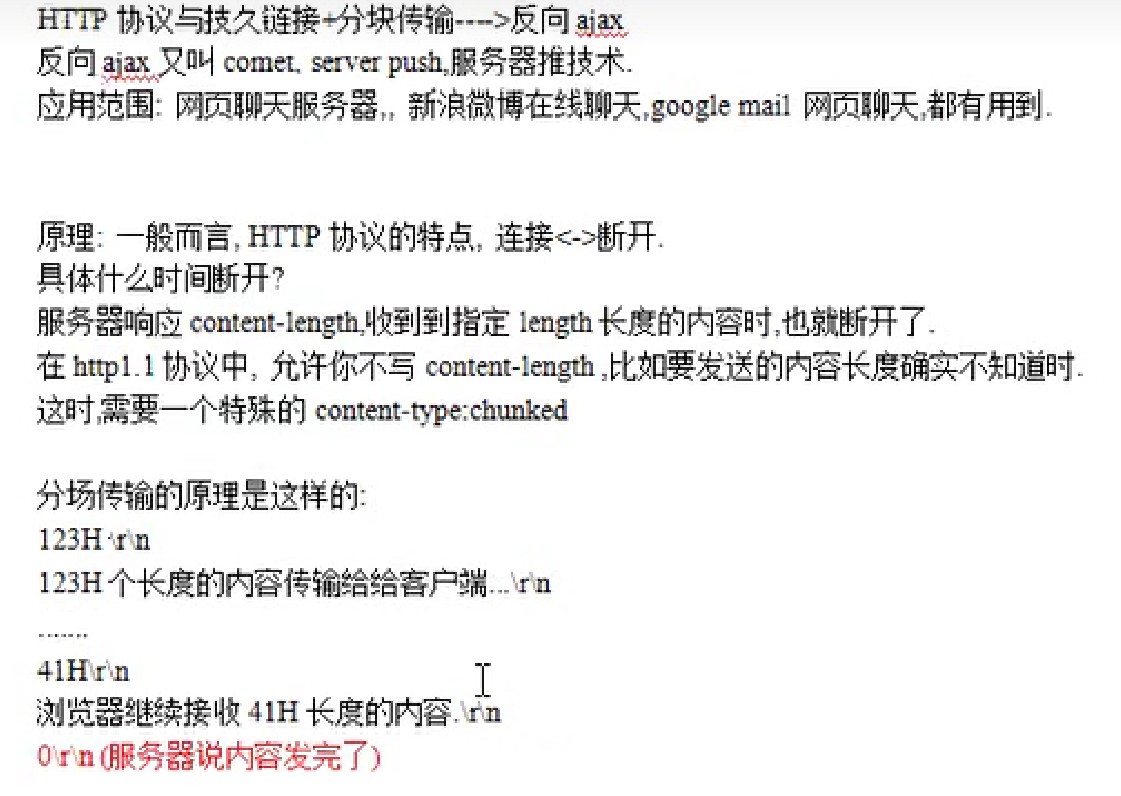 HTTP 协议与技久链接+分块传输---->反向 ajax
反向 ajax 又叫 comet, server push,服务器推技术.
应用范围: 网页聊天服务器,, 新浪微博在线聊天,google mail 网页聊天,都有用到.
原理: 一般而言, HTTP 协议的特点, 连接<->断开.
具体什么时间断开?
服务器响应 content-length,收到到指定 length 长度的内容时,也就断开了.
在 http1.1 协议中, 允许你不写 content-length ,比如要发送的内容长度确实不知道时.
这时,需要一个特殊的 content-type:chunked
分场传输的原理是这样的:
123H \r\n
123H 个长度的内容传输给给客户端...\r\n
.......
41H\r\n
浏览器继续接收 41H 长度的内容.\r\n
0\r\n (服务器说内容发完了)